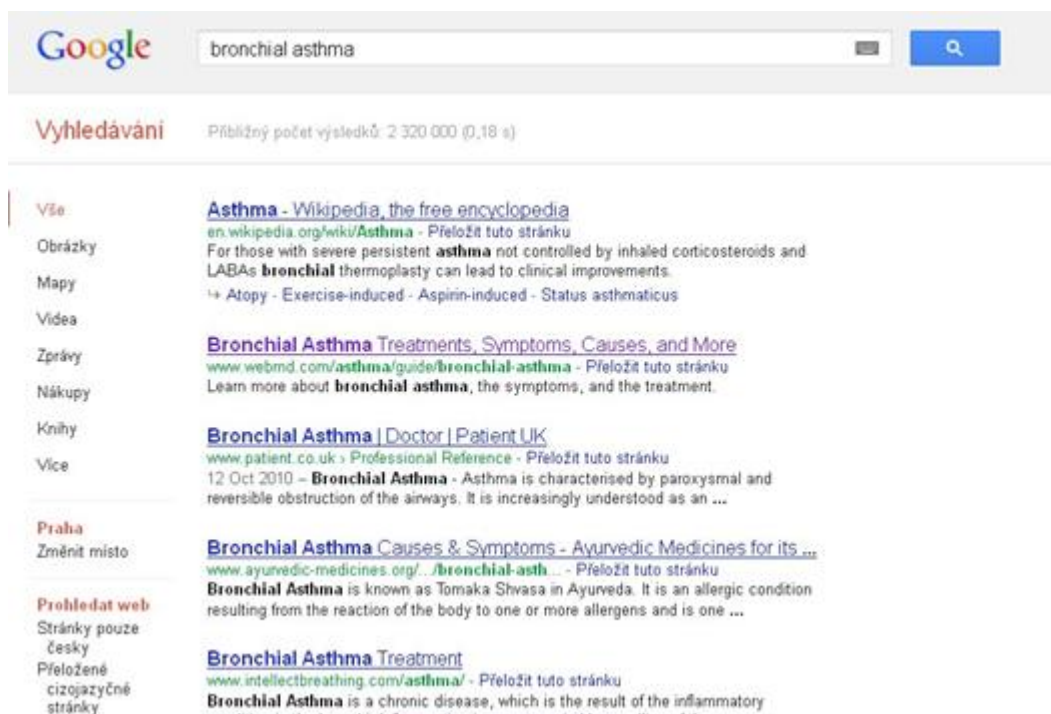 Google
bronchial asthma
Vyhledávání
Přibližný počet výsledků: 2 320 000 (0,18 s)
Vše
Obrázky
Mapy
Videa
Zprávy
Nákupy
Knihy
Více
Praha
Změnit místo
Prohledat web
Stránky pouze
česky
Přeložené
cizojazyčné
stránky
Asthma - Wikipedia, the free encyclopedia
en.wikipedia.org/wiki/Asthma - Přeložit tuto stránku
For those with severe persistent asthma not controlled by inhaled corticosteroids and
LABAs bronchial thermoplasty can lead to clinical improvements.
↪ Atopy - Exercise-induced - Aspirin-induced - Status asthmaticus
Bronchial Asthma Treatments, Symptoms, Causes, and More
www.webmd.com/asthma/guide/bronchial-asthma - Přeložit tuto stránku
Learn more about bronchial asthma, the symptoms, and the treatment.
Bronchial Asthma | Doctor | Patient UK
www.patient.co.uk › Professional Reference - Přeložit tuto stránku
12 Oct 2010 – Bronchial Asthma - Asthma is characterised by paroxysmal and
reversible obstruction of the airways. It is increasingly understood as an ...
Bronchial Asthma Causes & Symptoms - Ayurvedic Medicines for its ...
www.ayurvedic-medicines.org/.../bronchial-asth... - Přeložit tuto stránku
Bronchial Asthma is known as Tomaka Shvasa in Ayurveda. It is an allergic condition
resulting from the reaction of the body to one or more allergens and is one ...
Bronchial Asthma Treatment
www.intellectbreathing.com/asthma/ - Přeložit tuto stránku
Bronchial Asthma is a chronic disease, which is the result of the inflammatory